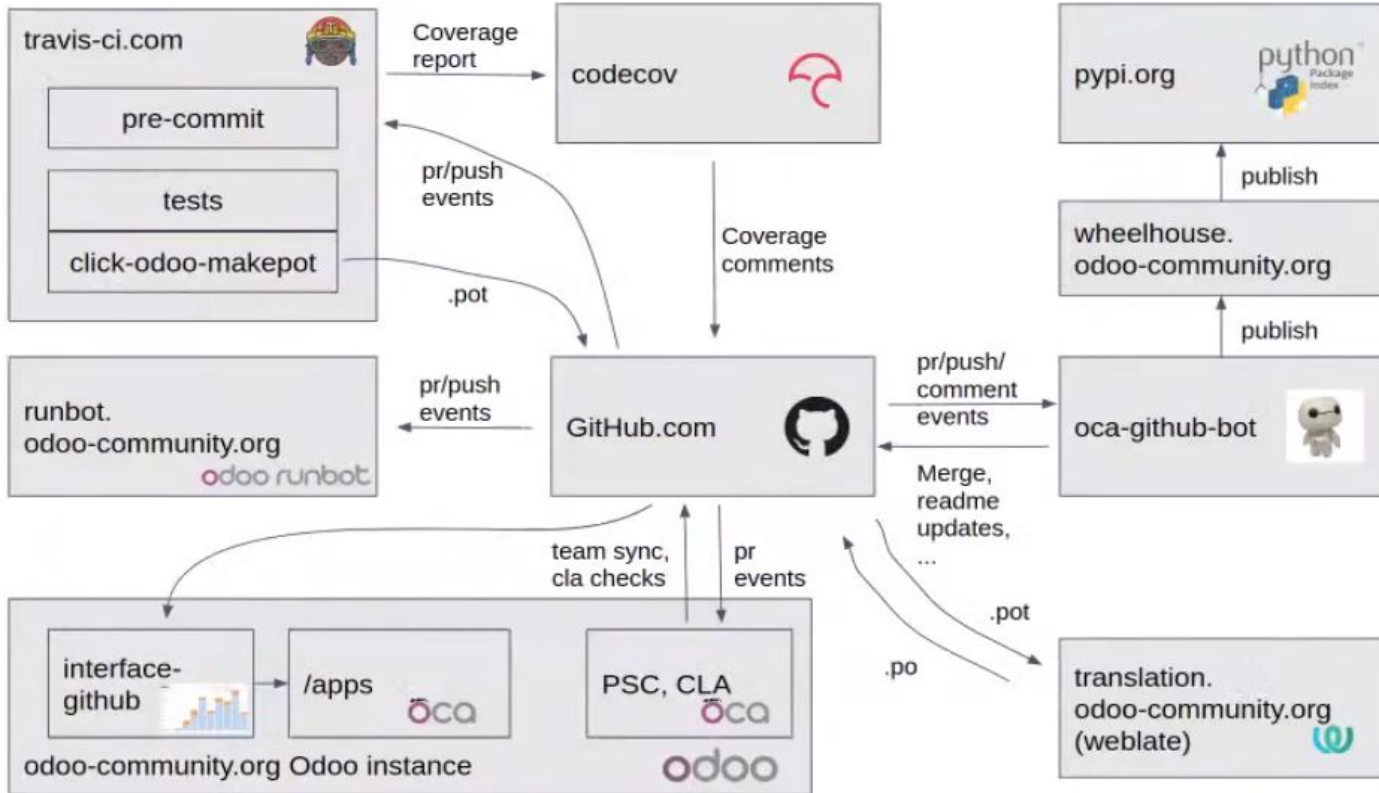 travis-ci.com
pre-commit
tests
click-odoo-makepot
Coverage
report
codecov
pypi.org
python
Package
Index
pr/push
events
.pot
Coverage
comments
publish
wheelhouse.
odoo-community.org
publish
runbot.
odoo-community.org
odoo runbot
pr/push
events
GitHub.com
pr/push/
comment
events
oca-github-bot
Merge,
readme
updates,
...
team sync,
cla checks
pr
events
.pot
.po
interface-
github
/apps
oca
PSC, CLA
oca
odoo-community.org Odoo instance
odoo
translation.
odoo-community.org
(weblate)